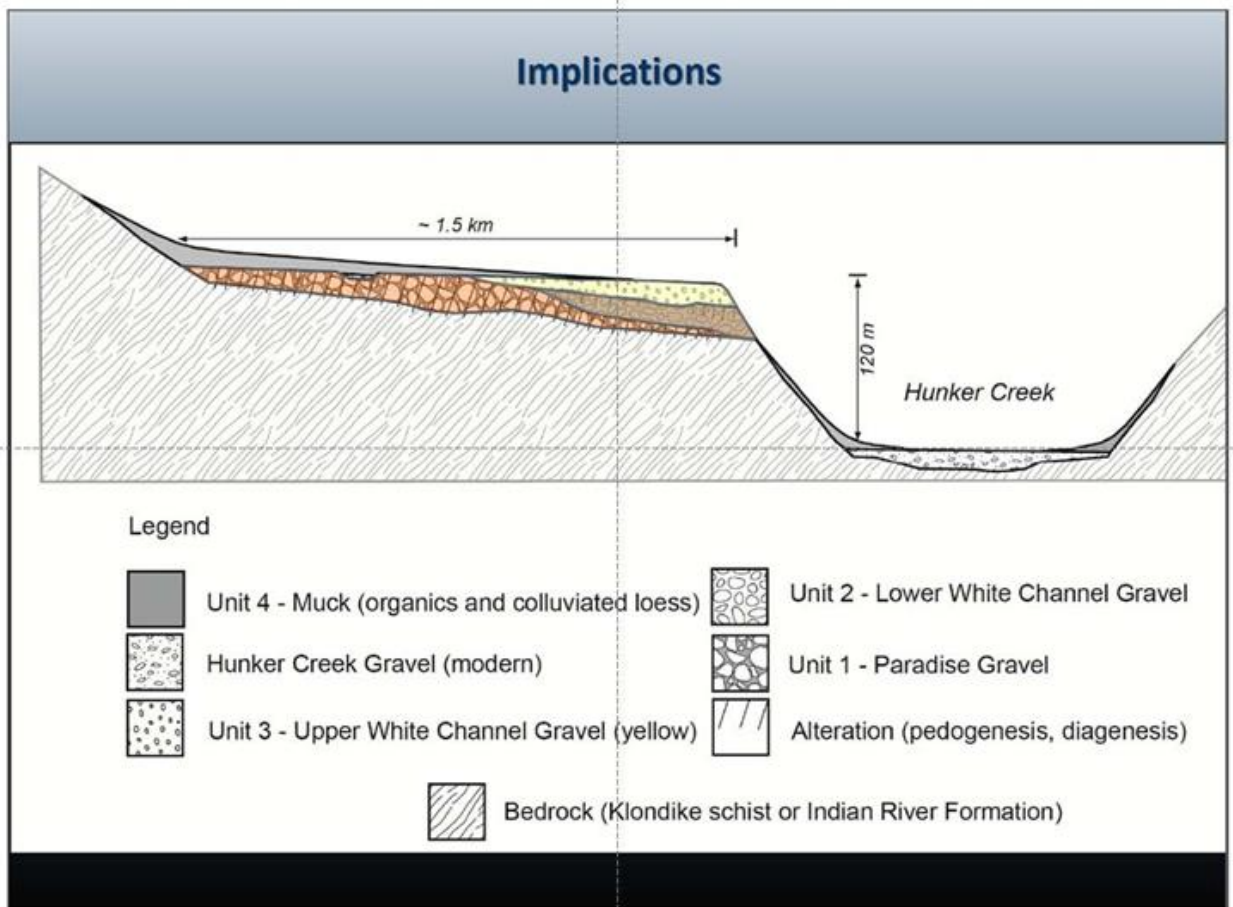 Implications
~ 1.5 km
120 m
Hunker Creek
Legend
Unit 4 - Muck (organics and colluviated loess)
Hunker Creek Gravel (modern)
Unit 3 - Upper White Channel Gravel (yellow)
Unit 2 - Lower White Channel Gravel
Unit 1 - Paradise Gravel
Alteration (pedogenesis, diagenesis)
Bedrock (Klondike schist or Indian River Formation)